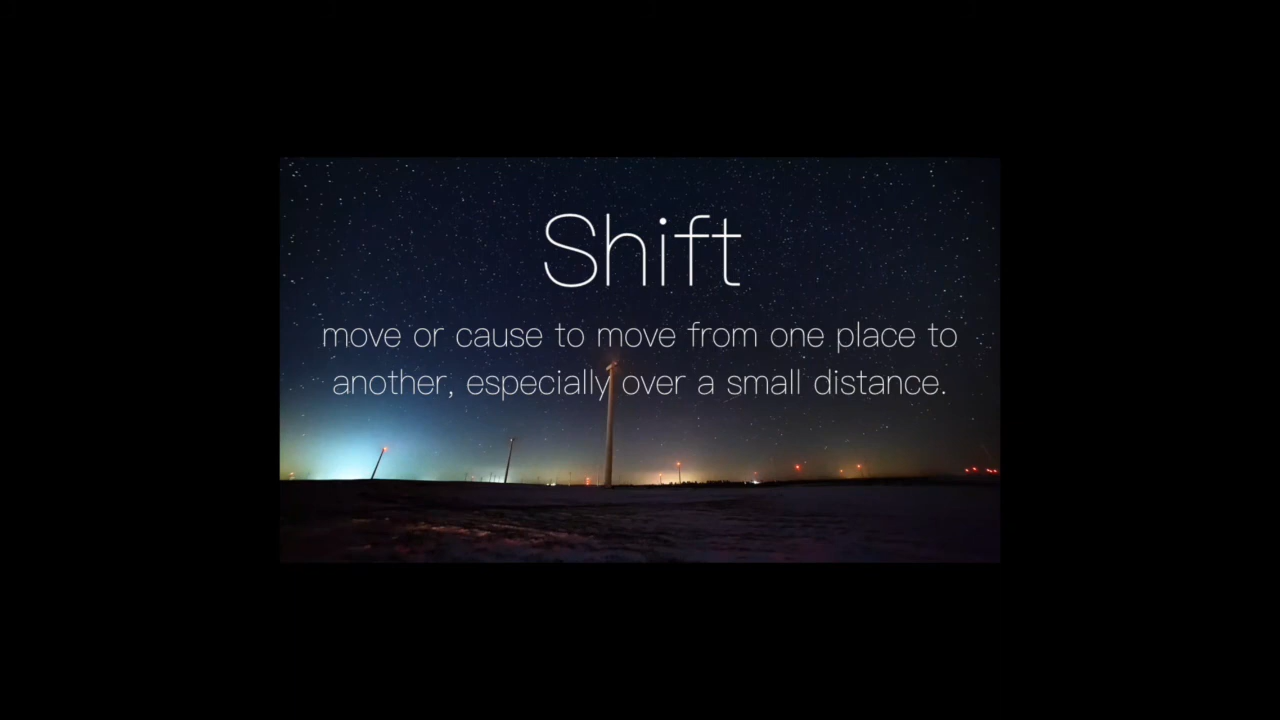 Shift
move or cause to move from one place to
another, especially over a small distance.